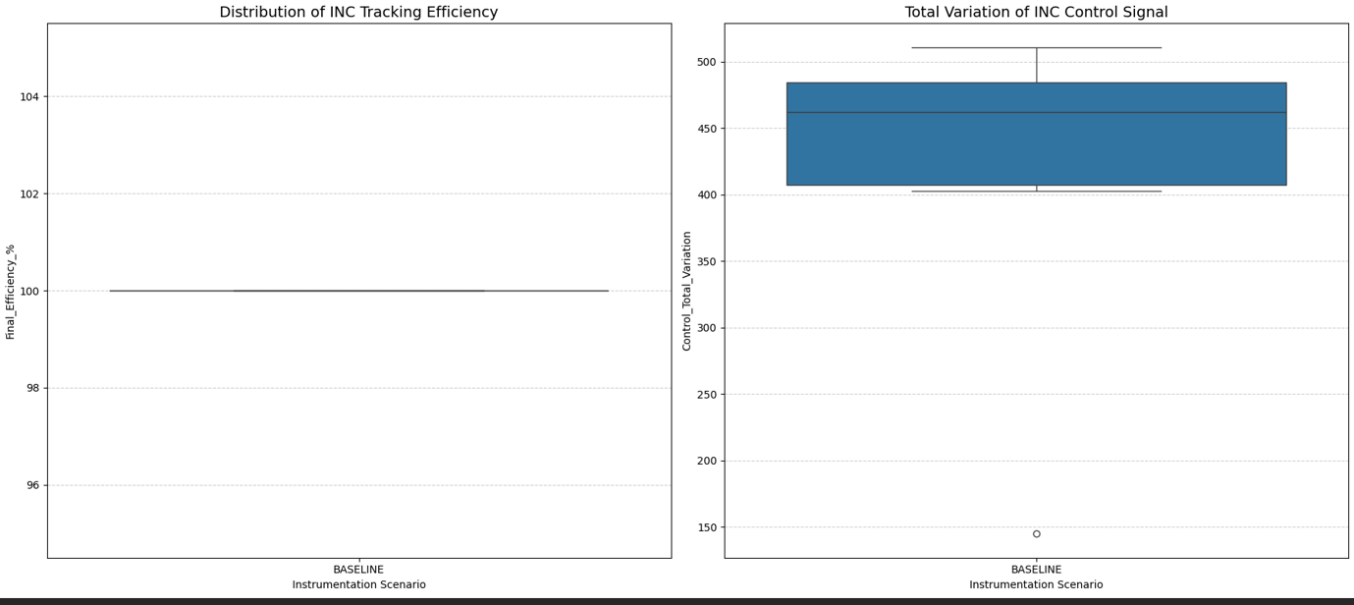 Distribution of INC Tracking Efficiency
Final_Efficiency_%
104
102
100
98
96
BASELINE
Instrumentation Scenario
Total Variation of INC Control Signal
Control_Total_Variation
500
450
400
350
300
250
200
150
BASELINE
Instrumentation Scenario